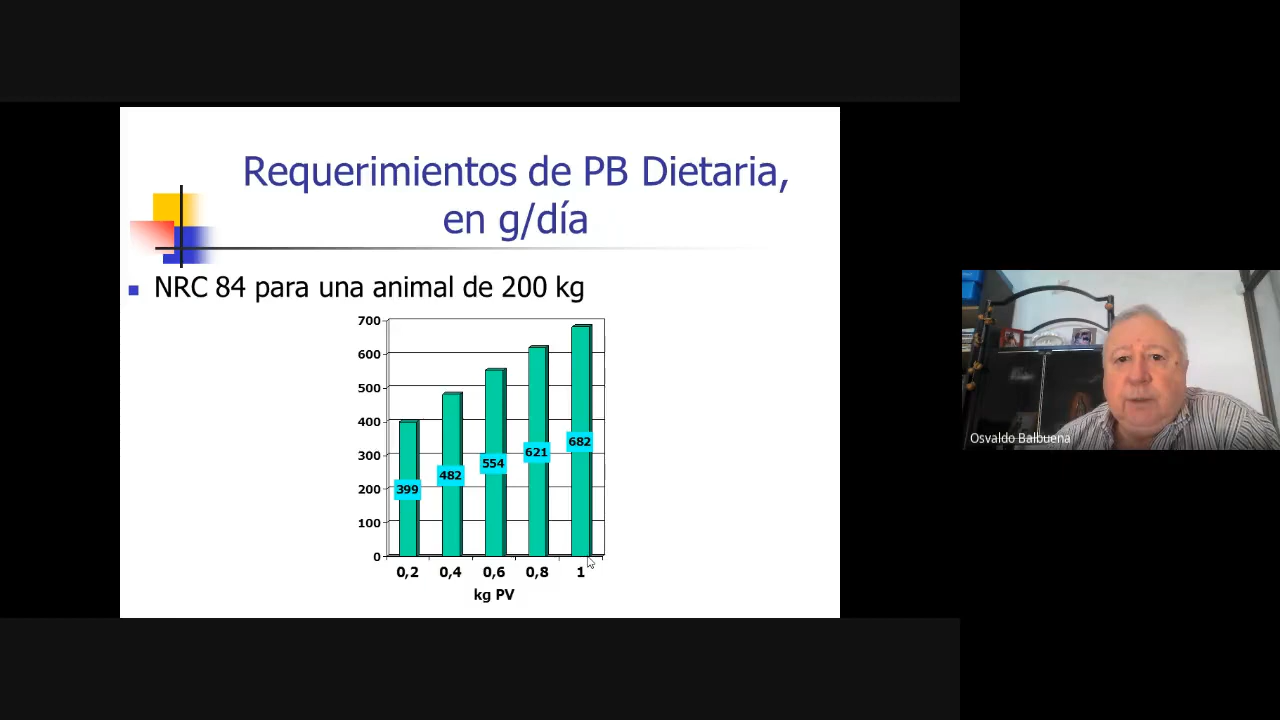 Requerimientos de PB Dietaria,
en g/día
NRC 84 para una animal de 200 kg
700
600
500
400
300
200
100
0
399
482
554
621
682
0,2 0,4 0,6 0,8 1
kg PV
Osvaldo Balbuena